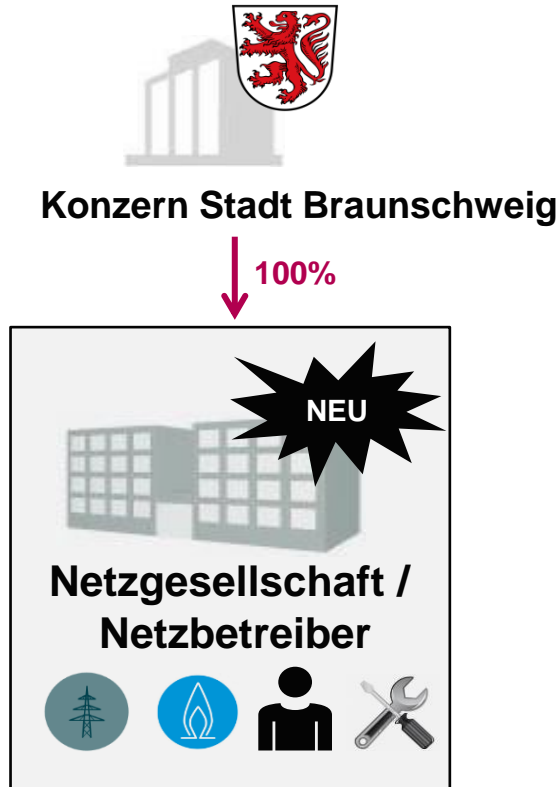 Konzern Stadt Braunschweig
100%
NEU
Netzgesellschaft /
Netzbetreiber